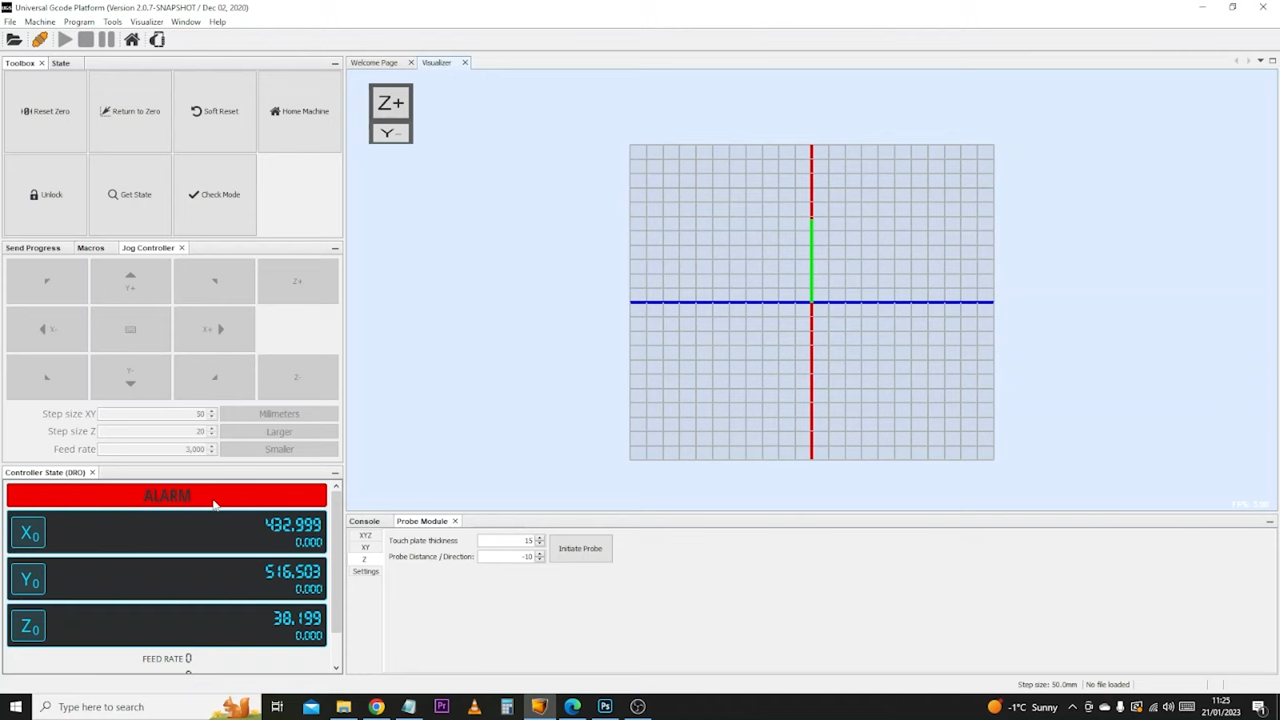 Universal Gcode Platform (Version 2.0.7-SNAPSHOT / Dec 02, 2020)
File Machine Program Tools Visualizer Window Help
Toolbox State
Reset Zero Return to Zero Soft Reset Home Machine
Unlock Get State Check Mode
Send Progress Macros Jog Controller
Y+ Z+
X- X+
Y- Z-
Step size XY 50 Milimeters
Step size Z 20 Larger
Feed rate 3,000 Smaller
Controller State (DRO)
ALARM
X0 432.999
0.000
Y0 516.503
0.000
Z0 38.199
0.000
FEED RATE 0
Welcome Page Visualizer
Z+
Y-
Console Probe Module
XYZ
XY
Z
Settings
Touch plate thickness 15
Probe Distance / Direction: -10
Initiate Probe
Step size: 50.0mm No file loaded
Type here to search
-1°C Sunny
11:25
21/01/2023